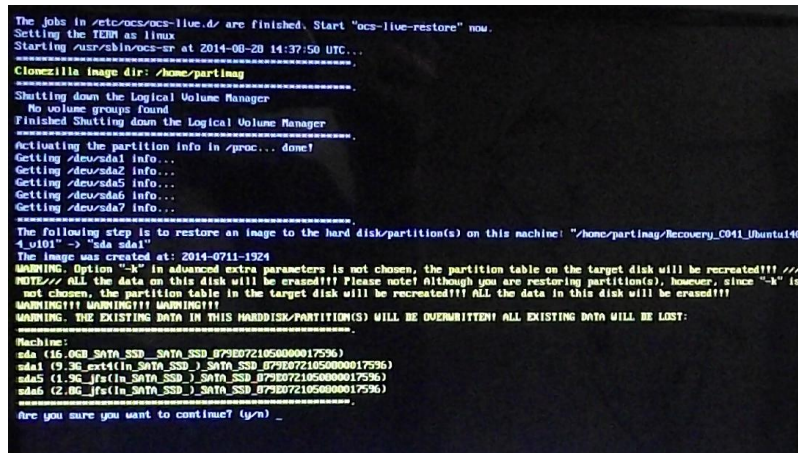 The jobs in /etc/ocs/ocs-live.d/ are finished. Start "ocs-live-restore" now.
Setting the TERM as linux
Starting /usr/sbin/ocs-sr at 2014-08-28 14:37:50 UTC...
*****************************************************.
Clonezilla image dir: /home/partimag
*****************************************************.
Shutting down the Logical Volume Manager
  No volume groups found
Finished Shutting down the Logical Volume Manager
*****************************************************.
Activating the partition info in /proc... done!
Getting /dev/sda1 info...
Getting /dev/sda2 info...
Getting /dev/sda5 info...
Getting /dev/sda6 info...
Getting /dev/sda7 info...
*****************************************************.
The following step is to restore an image to the hard disk/partition(s) on this machine: "/home/partimag/Recovery_C041_Ubuntu140
4_v101" -> "sda sda1"
The image was created at: 2014-0711-1924
WARNING. Option "-k" in advanced extra parameters is not chosen, the partition table on the target disk will be recreated!!! ///
NOTE/// ALL the data on this disk will be erased!!! Please note! Although you are restoring partition(s), however, since "-k" is
 not chosen, the partition table in the target disk will be recreated!!! ALL the data in this disk will be erased!!!
WARNING!!! WARNING!!! WARNING!!!
WARNING. THE EXISTING DATA IN THIS HARDDISK/PARTITION(S) WILL BE OVERWRITTEN! ALL EXISTING DATA WILL BE LOST:
*****************************************************.
Machine:
sda (16.0GB_SATA_SSD__SATA_SSD_B79E0721050800017596)
sda1 (9.3G_ext4(In_SATA_SSD_)_SATA_SSD_B79E0721050800017596)
sda5 (1.9G_jfs(In_SATA_SSD_)_SATA_SSD_B79E0721050800017596)
sda6 (2.8G_jfs(In_SATA_SSD_)_SATA_SSD_B79E0721050800017596)
*****************************************************.
Are you sure you want to continue? (y/n) _